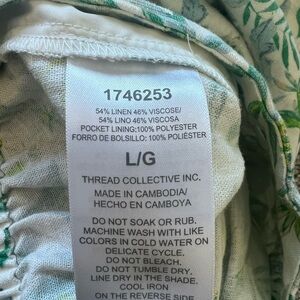 1746253
54% LINEN 46% VISCOSE/
54% LINO 46% VISCOSA
POCKET LINING:100% POLYESTER
FORRO DE BOLSILLO: 100% POLIÉSTER
L/G
THREAD COLLECTIVE INC.
MADE IN CAMBODIA/
HECHO EN CAMBOYA
DO NOT SOAK OR RUB.
MACHINE WASH WITH LIKE
COLORS IN COLD WATER ON
DELICATE CYCLE.
DO NOT BLEACH.
DO NOT TUMBLE DRY,
LINE DRY IN THE SHADE.
COOL IRON
ON THE REVERSE SIDE